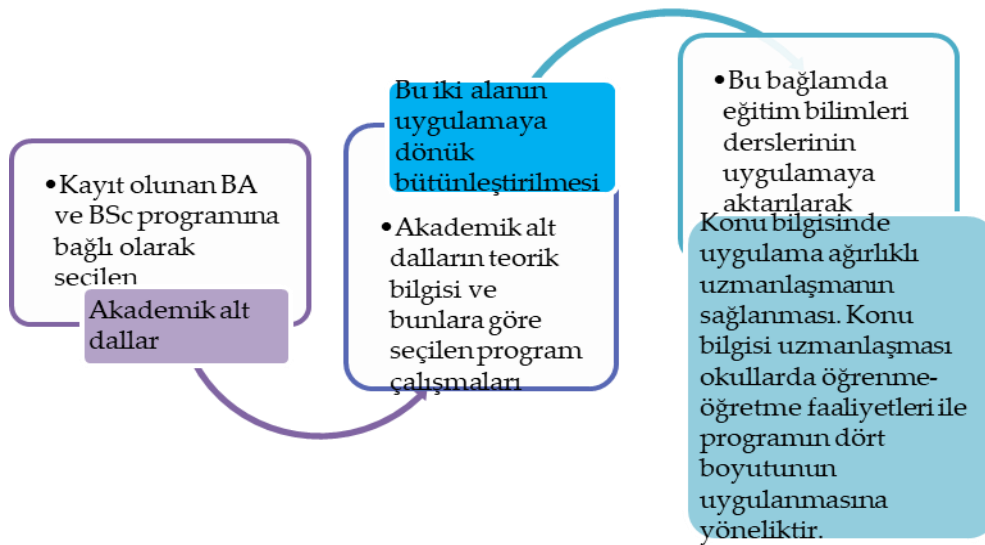 •Kayıt olunan BA
ve BSc programına
bağlı olarak
seçilen
Akademik alt
dallar
Bu iki alanın
uygulamaya
dönük
bütünleştirilmesi
•Akademik alt
dalların teorik
bilgisi ve
bunlara göre
seçilen program
çalışmaları
•Bu bağlamda
eğitim bilimleri
derslerinin
uygulamaya
aktarılarak
Konu bilgisinde
uygulama ağırlıklı
uzmanlaşmanın
sağlanması. Konu
bilgisi uzmanlaşması
okullarda öğrenme-
öğretme faaliyetleri ile
programın dört
boyutunun
uygulanmasına
yöneliktir.